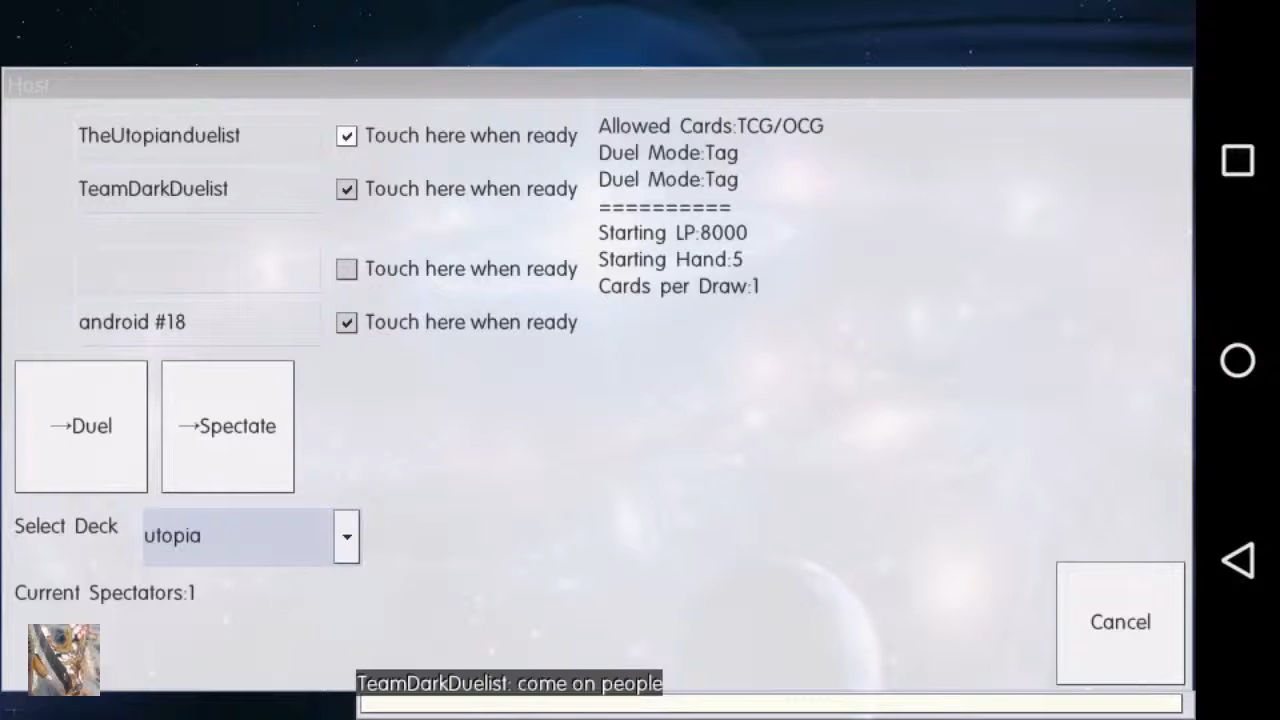 Host
TheUtopianduelist
Touch here when ready
TeamDarkDuelist
Touch here when ready
Touch here when ready
android #18
Touch here when ready
Allowed Cards:TCG/OCG
Duel Mode:Tag
Duel Mode:Tag
==========
Starting LP:8000
Starting Hand:5
Cards per Draw:1
→Duel
→Spectate
Select Deck
utopia
Current Spectators:1
Cancel
TeamDarkDuelist: come on people